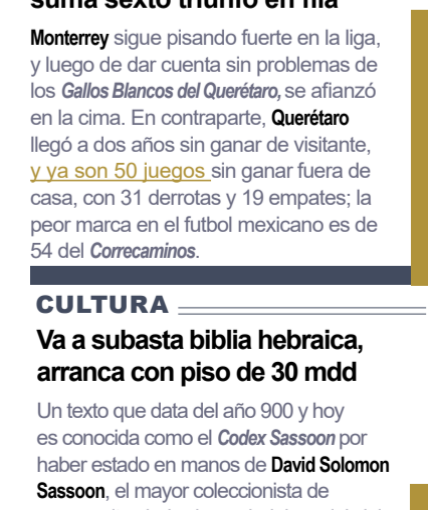 suma sexto triunfo en fila
Monterrey sigue pisando fuerte en la liga,
y luego de dar cuenta sin problemas de
los Gallos Blancos del Querétaro, se afianzó
en la cima. En contraparte, Querétaro
llegó a dos años sin ganar de visitante,
y ya son 50 juegos sin ganar fuera de
casa, con 31 derrotas y 19 empates; la
peor marca en el futbol mexicano es de
54 del Correcaminos.
CULTURA
Va a subasta biblia hebraica,
arranca con piso de 30 mdd
Un texto que data del año 900 y hoy
es conocida como el Codex Sassoon por
haber estado en manos de David Solomon
Sassoon, el mayor coleccionista de